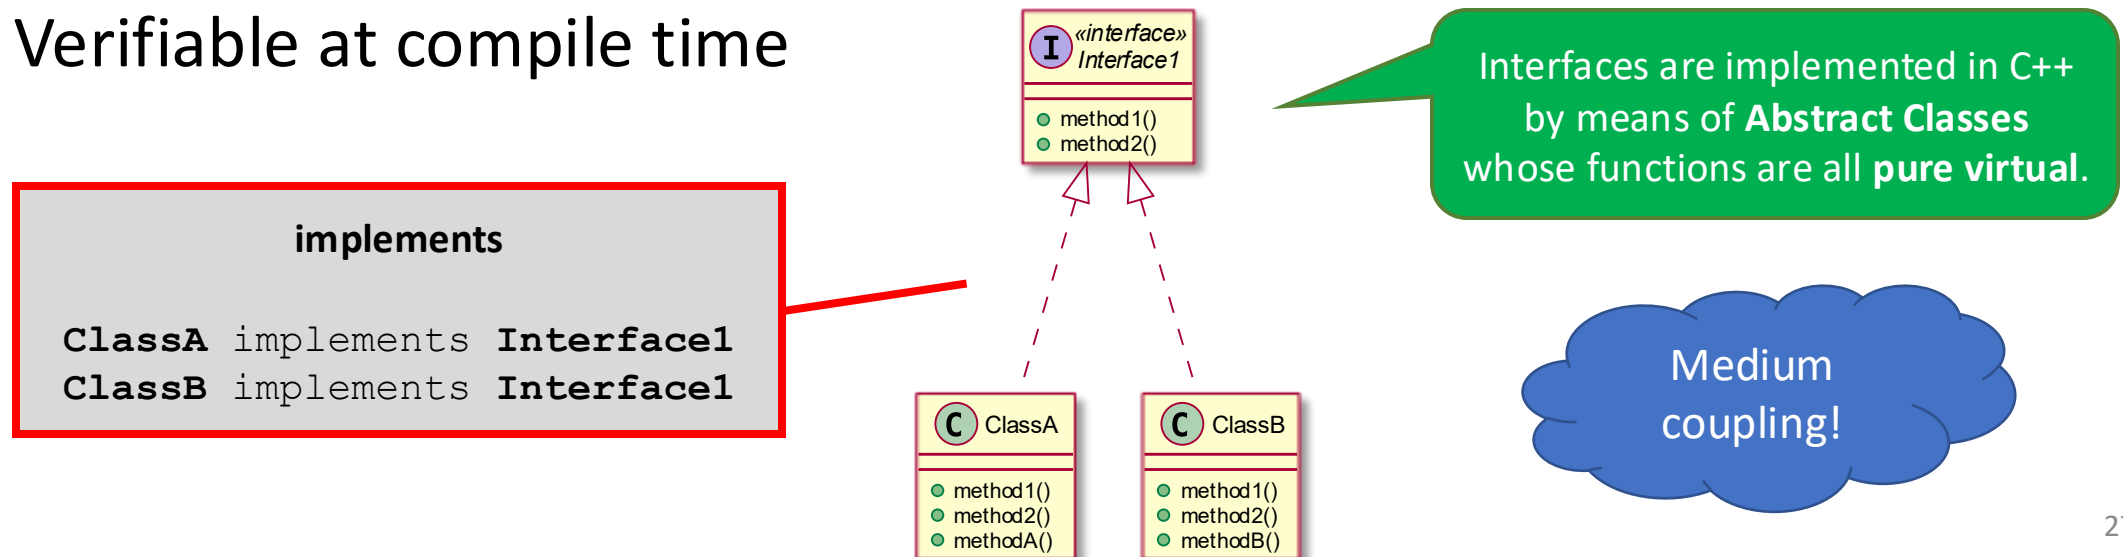 Verifiable at compile time
implements
ClassA implements Interface1
ClassB implements Interface1
I
«interface»
Interface1
method1()
method2()
C ClassA
method1()
method2()
methodA()
C ClassB
method1()
method2()
methodB()
Interfaces are implemented in C++
by means of Abstract Classes
whose functions are all pure virtual.
Medium
coupling!